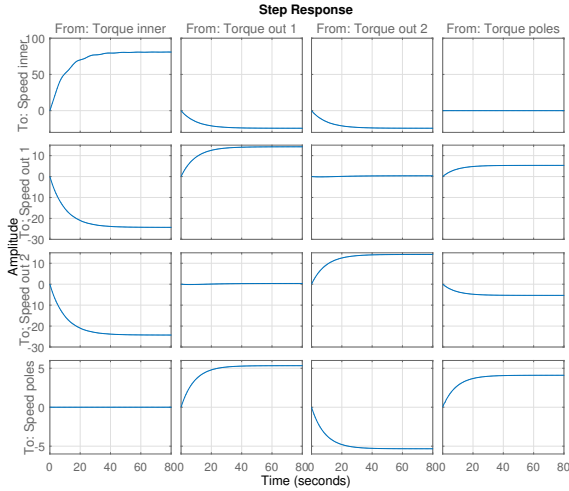 Step Response
From: Torque inner From: Torque out 1 From: Torque out 2 From: Torque poles
To: Speed inner
100
50
0
To: Speed out 1
10
0
-10
-20
-30
Amplitude
To: Speed out 2
10
0
-10
-20
-30
To: Speed poles
5
0
-5
0 20 40 60 80 0 20 40 60 80 0 20 40 60 80 0 20 40 60 80
Time (seconds)